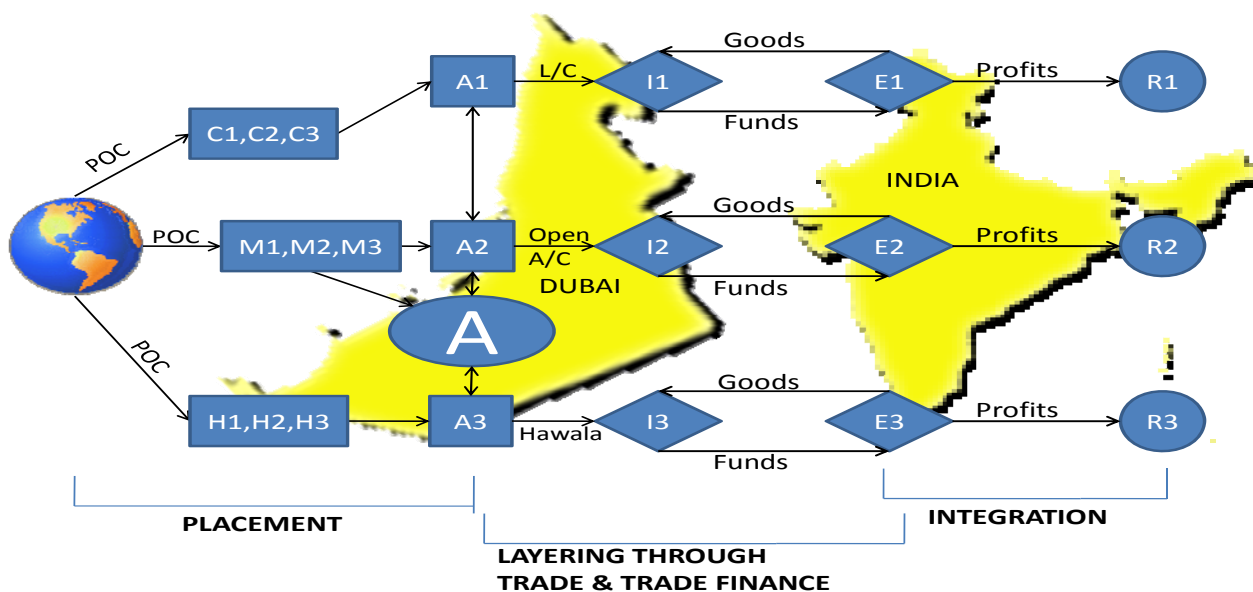 Goods
A1
L/C
I1
E1
Profits
R1
POC
C1,C2,C3
Funds
INDIA
Goods
POC
M1,M2,M3
A2
Open
A/C
I2
E2
Profits
R2
DUBAI
Funds
A
POC
Goods
H1,H2,H3
A3
Hawala
I3
E3
Profits
R3
Funds
PLACEMENT
INTEGRATION
LAYERING THROUGH
TRADE & TRADE FINANCE